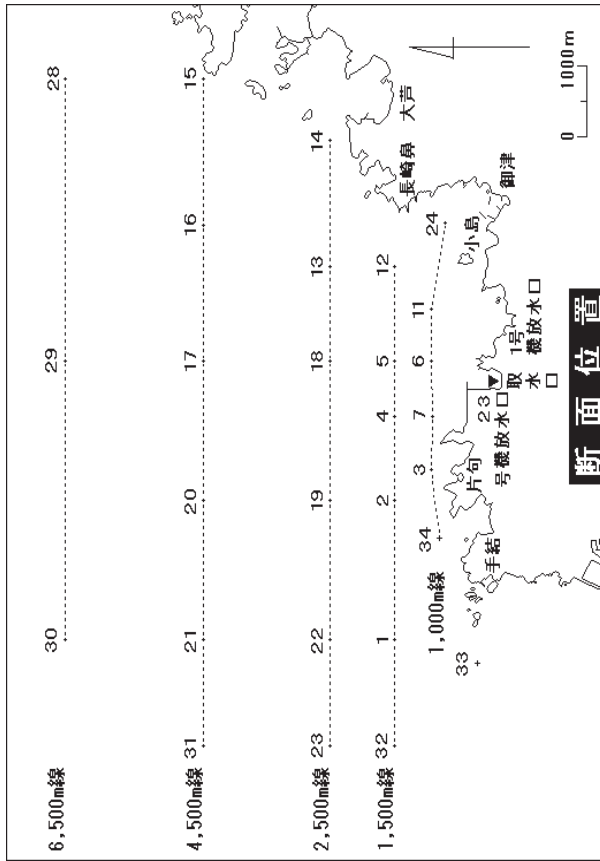 6,500m線 30 29 28
4,500m線 31 21 20 17 16 15
2,500m線 23 22 19 18 13 14
1,500m線 32 1 2 4 5 12
1,000m線 34 3 7 6 11 24
33
大芦
長崎鼻
小島
御津
手結
片句
23
号機放水口
取水口
1号
機放水口
0 1000m
断面位置